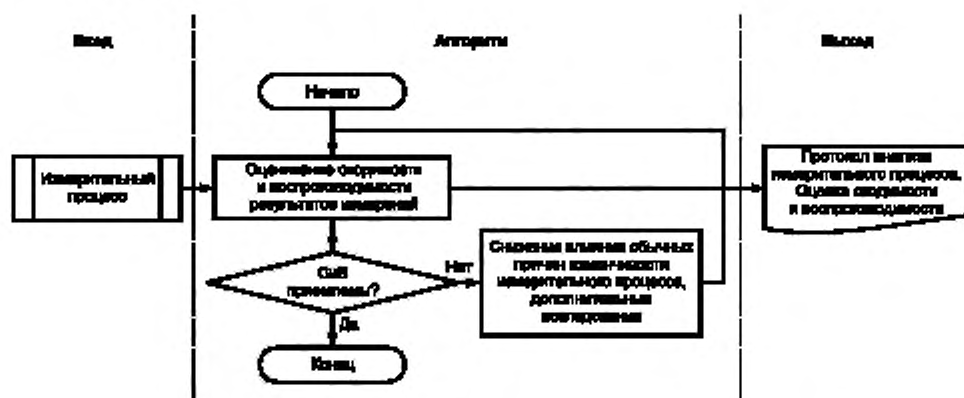 Вход
Алгоритм
Выход
Начало
Измерительный
процесс
Оценивание сходимости
и воспроизводимости
результатов измерений
Протокол анализа
измерительного процесса.
Оценка сходимости
и воспроизводимости
СиВ
приемлемы?
Нет
Снижение влияния обычных
причин изменчивости
измерительного процесса,
дополнительные
исследования
Да
Конец